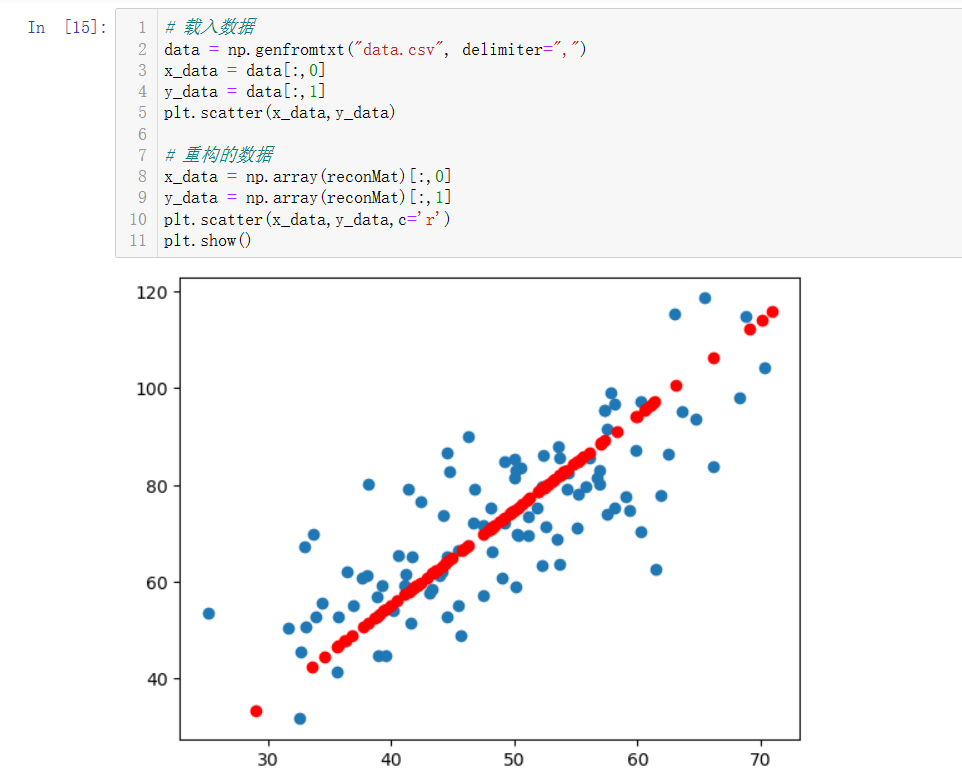 In [15]:
1 # 载入数据
2 data = np.genfromtxt("data.csv", delimiter=",")
3 x_data = data[:,0]
4 y_data = data[:,1]
5 plt.scatter(x_data,y_data)
6
7 # 重构的数据
8 x_data = np.array(reconMat)[:,0]
9 y_data = np.array(reconMat)[:,1]
10 plt.scatter(x_data,y_data,c='r')
11 plt.show()
120
100
80
60
40
30 40 50 60 70